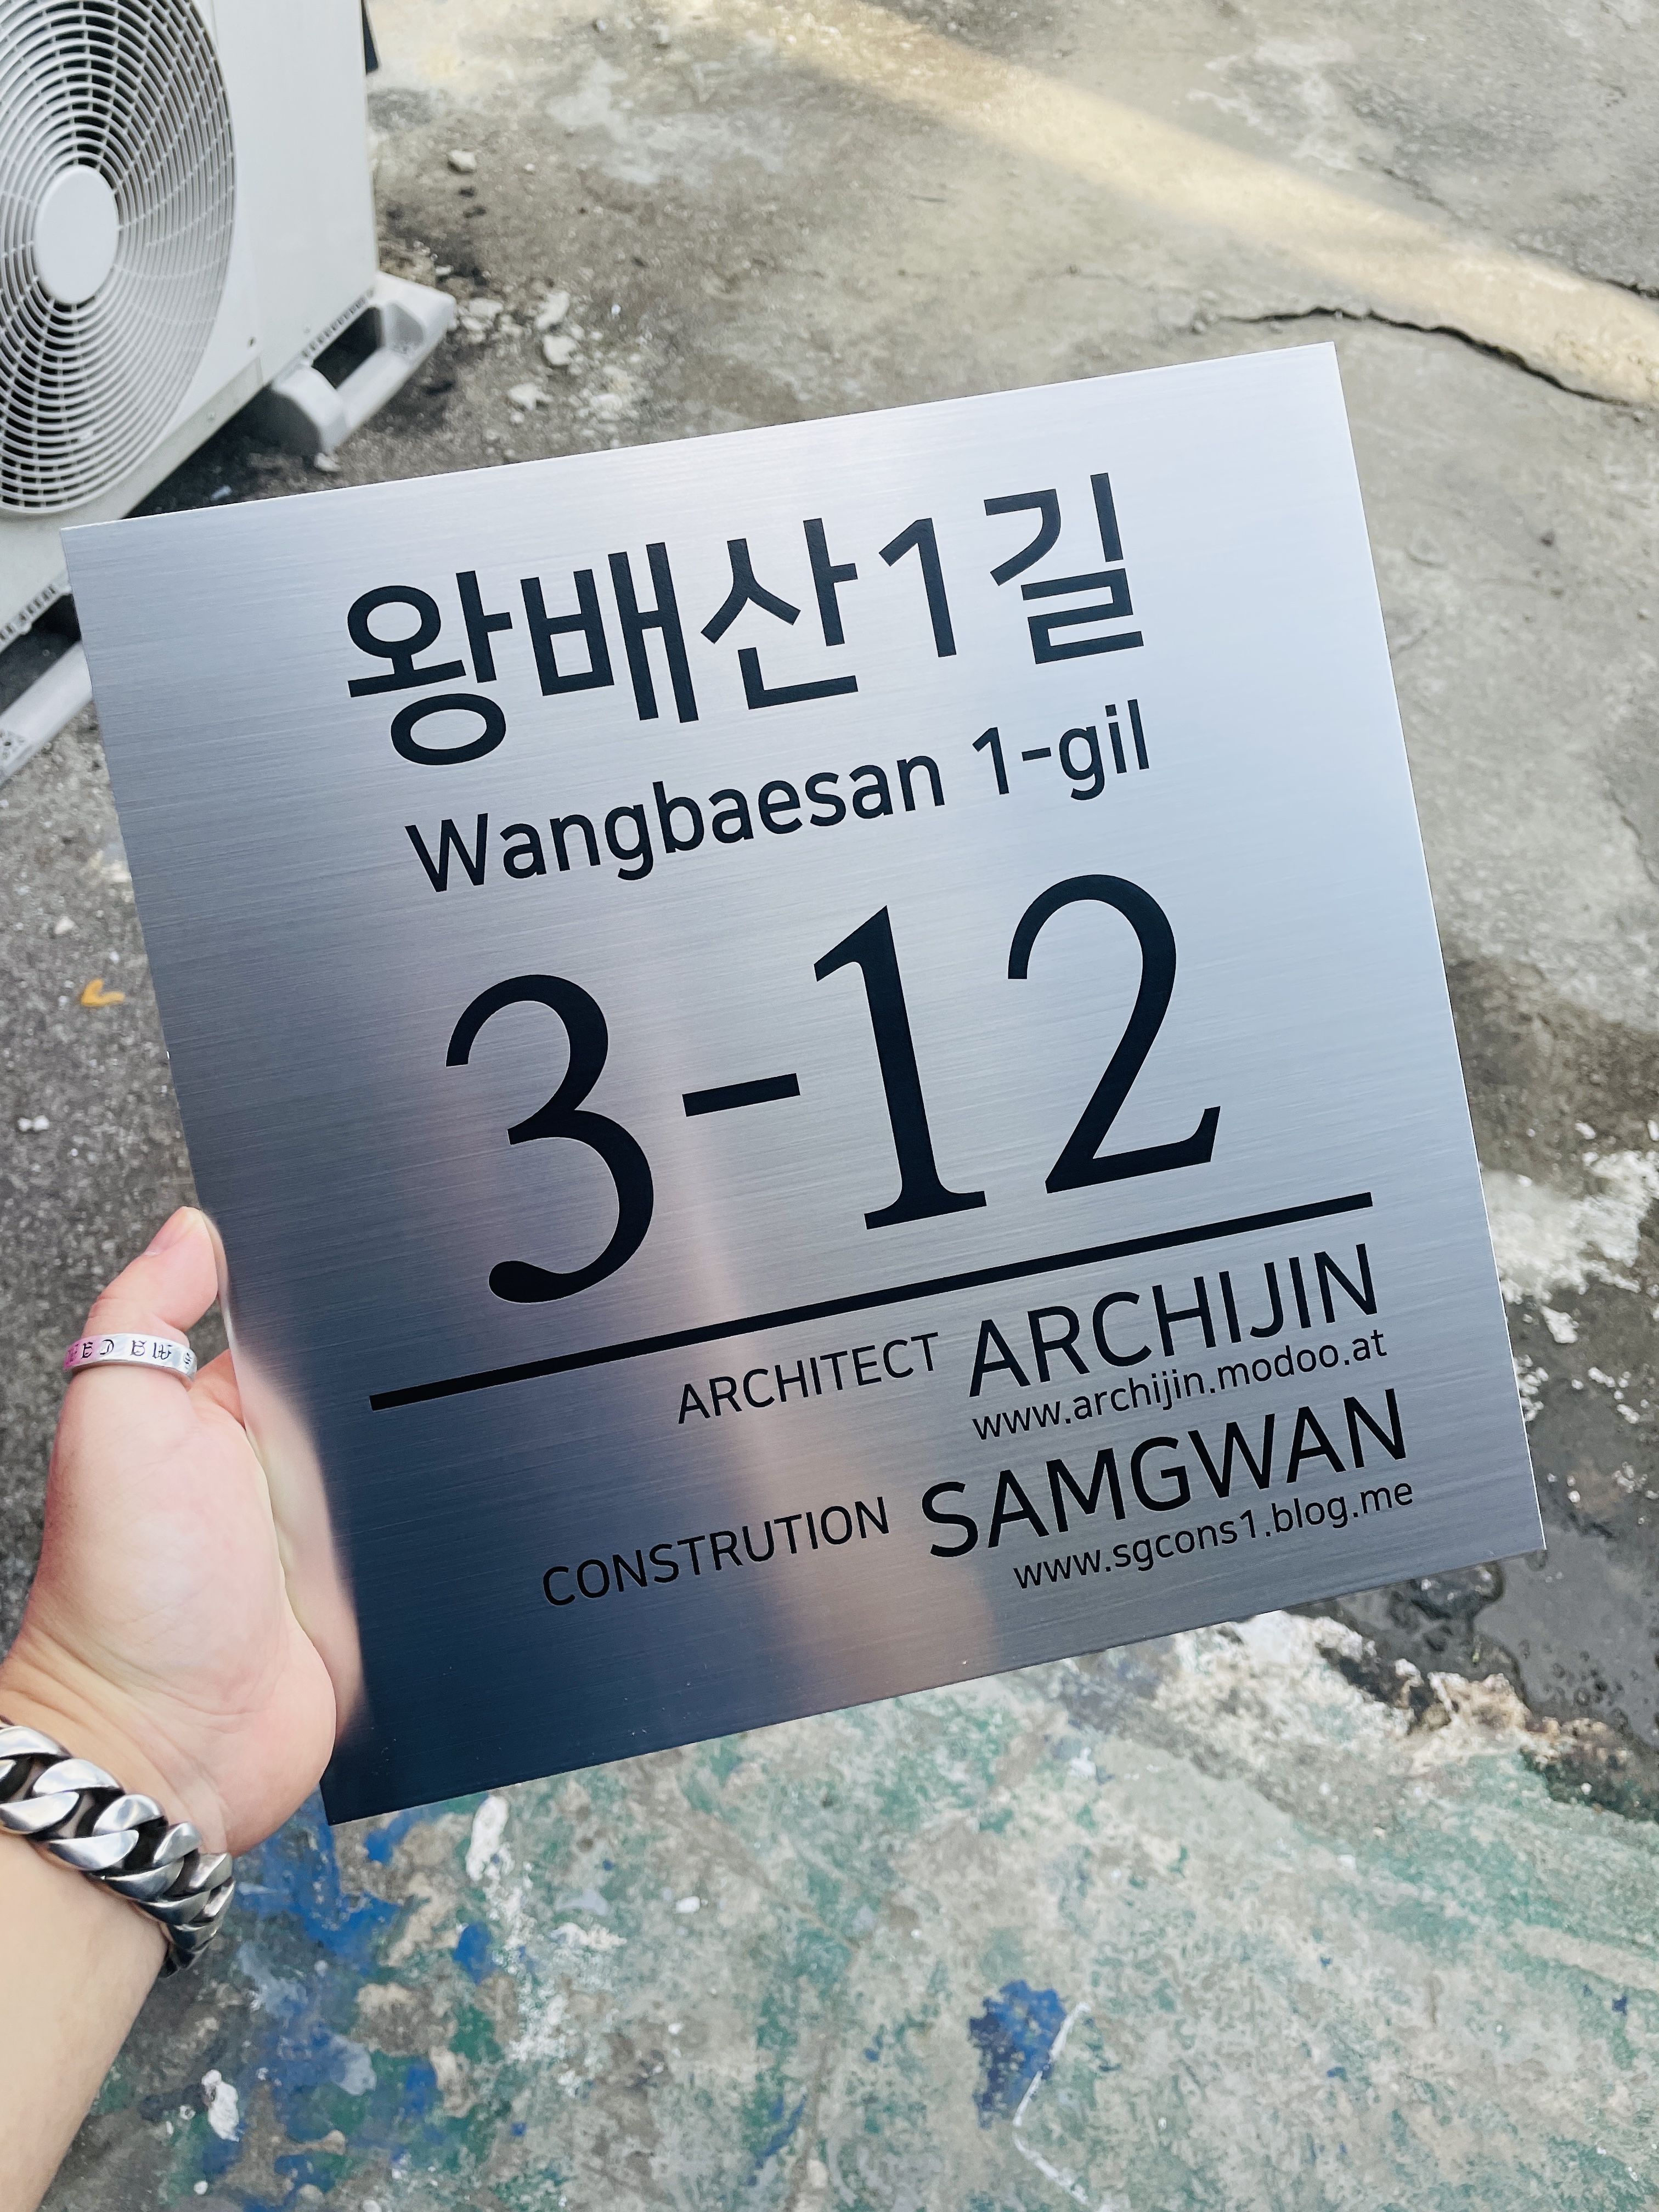 왕배산1길
Wangbaesan 1-gil
3-12
ARCHITECT ARCHIJIN
www.archijin.modoo.at
CONSTRUTION SAMGWAN
www.sgcons1.blog.me